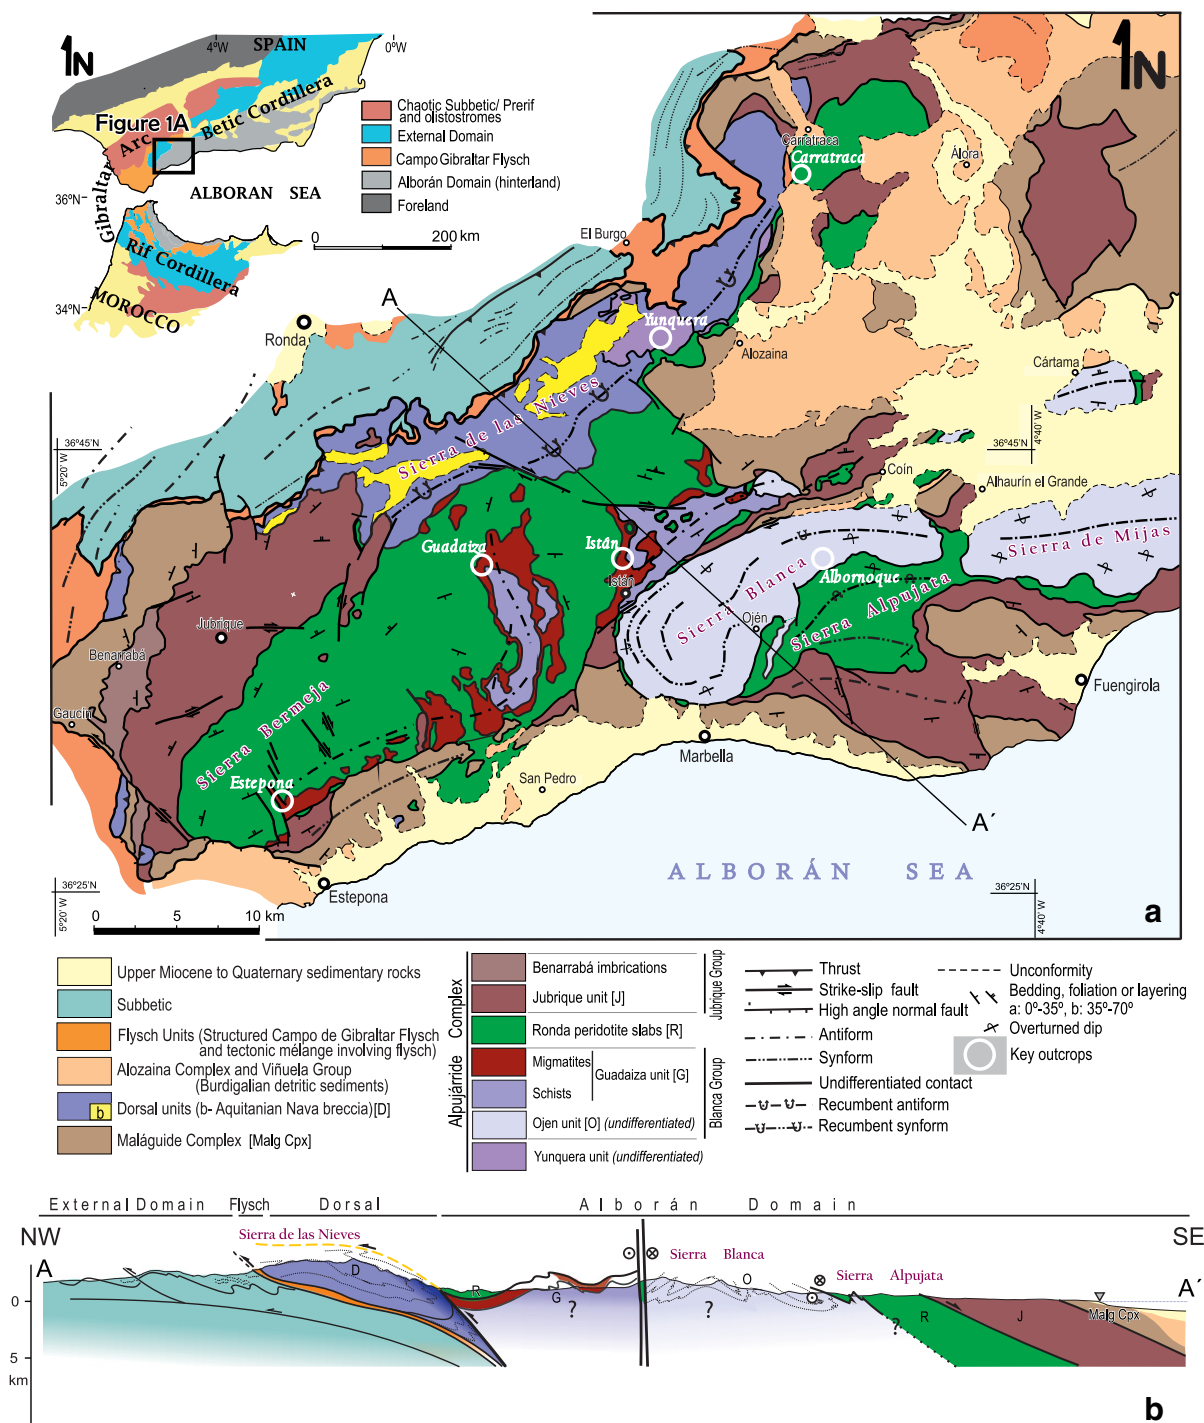 1N
4ºW
SPAIN
0ºW
Betic Cordillera
Figure 1A
Arc
Gibraltar
36ºN
ALBORAN SEA
Rif Cordillera
MOROCCO
34ºN
Chaotic Subbetic/ Prerif
and olistostromes
External Domain
Campo Gibraltar Flysch
Alborán Domain (hinterland)
Foreland
0 200 km
1N
Carratraca
Carratraca
Álora
El Burgo
A
Yunquera
Ronda
Alozaina
Cártama
Sierra de las Nieves
36º45'N
5º20' W
36º45'N
4º40' W
Coín
Alhaurín el Grande
Guadaiza
Istán
Sierra de Mijas
Albornoque
Istán
Sierra Blanca
Sierra Alpujata
Ojén
Jubrique
Benarrabá
Gaucín
Fuengirola
Sierra Bermeja
Marbella
Estepona
San Pedro
A´
ALBORÁN SEA
36º25'N
5º20' W
Estepona
36º25'N
4º40' W
0 5 10 km
a
Upper Miocene to Quaternary sedimentary rocks
Subbetic
Flysch Units (Structured Campo de Gibraltar Flysch
and tectonic mélange involving flysch)
Alozaina Complex and Viñuela Group
(Burdigalian detritic sediments)
b
Dorsal units (b- Aquitanian Nava breccia)[D]
Maláguide Complex [Malg Cpx]
Alpujárride Complex
Benarrabá imbrications
Jubrique unit [J]
Jubrique Group
Ronda peridotite slabs [R]
Mignatites
Guadaiza unit [G]
Schists
Ojen unit [O] (undifferentiated)
Blanca Group
Yunquera unit (undifferentiated)
Thrust
Strike-slip fault
High angle normal fault
Antiform
Synform
Undifferentiated contact
Recumbent antiform
Recumbent synform
Unconformity
Bedding, foliation or layering
a: 0º-35º, b: 35º-70º
Overturned dip
Key outcrops
External Domain Flysch Dorsal Alborán Domain
NW
SE
Sierra de las Nieves
Sierra Blanca
Sierra Alpujata
A
A´
D
R
G
?
?
O
?
R
J
Malg Cpx
0
5
km
b